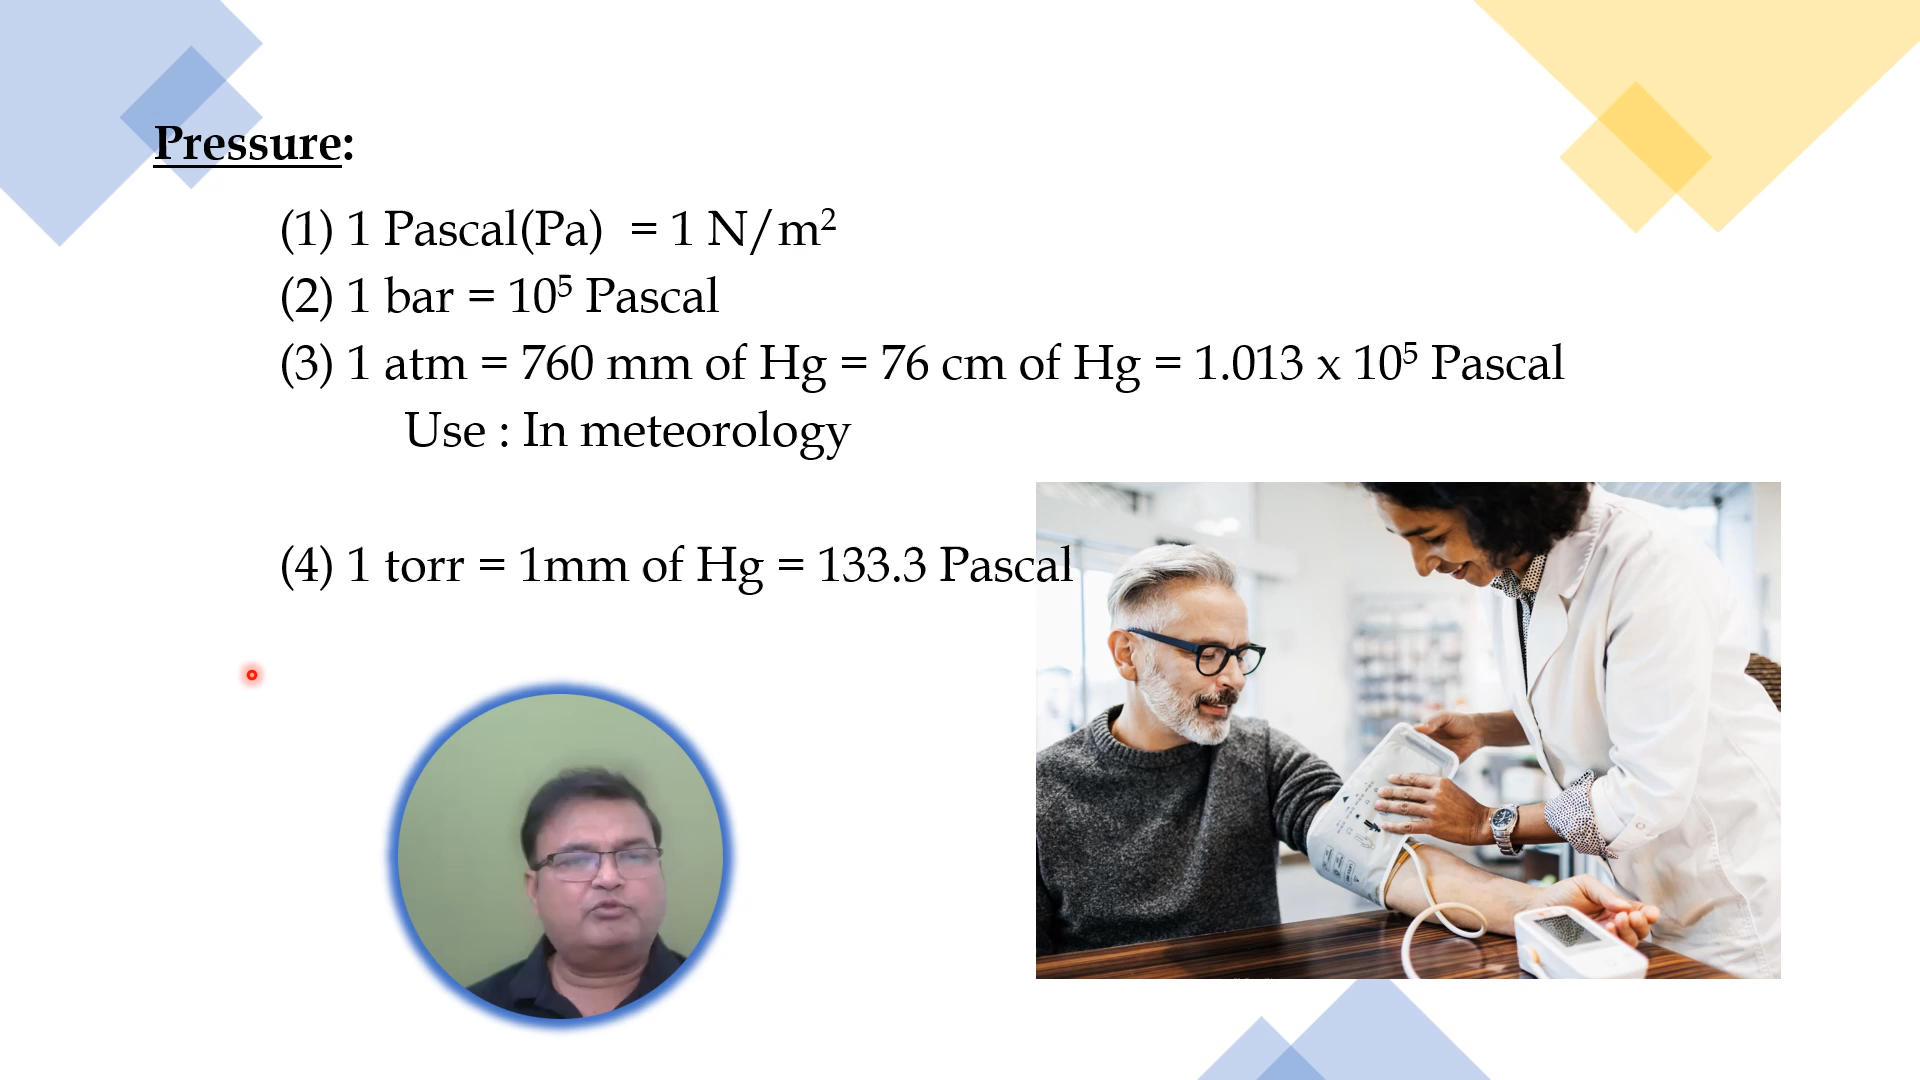 Pressure:
(1) 1 Pascal(Pa) = 1 N/m²
(2) 1 bar = 10⁵ Pascal
(3) 1 atm = 760 mm of Hg = 76 cm of Hg = 1.013 x 10⁵ Pascal
Use : In meteorology
(4) 1 torr = 1mm of Hg = 133.3 Pascal